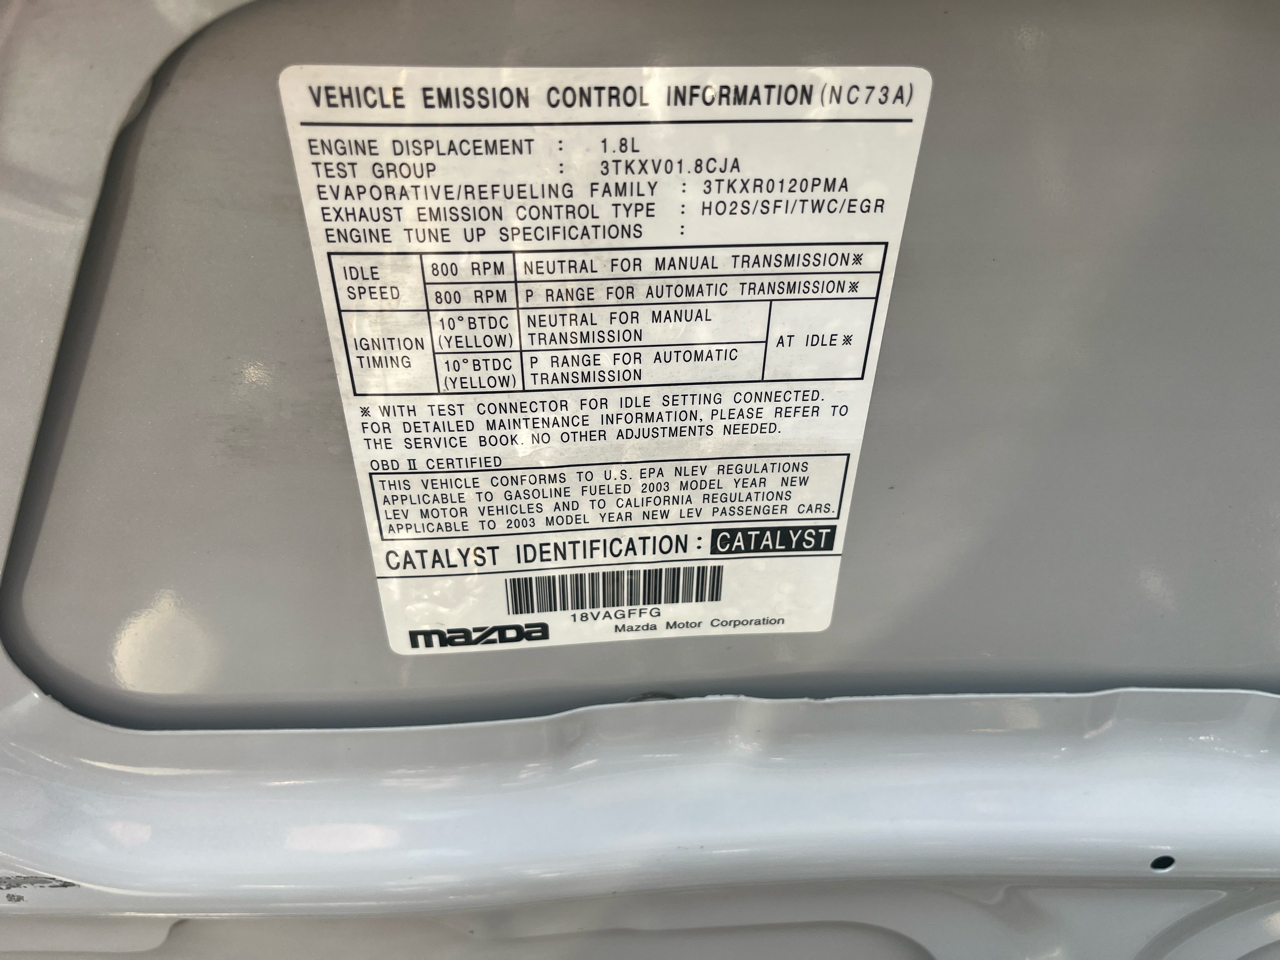 VEHICLE EMISSION CONTROL INFORMATION (NC73A)
ENGINE DISPLACEMENT : 1.8L
TEST GROUP : 3TKXV01.8CJA
EVAPORATIVE/REFUELING FAMILY : 3TKXR0120PMA
EXHAUST EMISSION CONTROL TYPE : HO2S/SFI/TWC/EGR
ENGINE TUNE UP SPECIFICATIONS :
IDLE SPEED 800 RPM NEUTRAL FOR MANUAL TRANSMISSION※
800 RPM P RANGE FOR AUTOMATIC TRANSMISSION※
IGNITION TIMING 10°BTDC (YELLOW) NEUTRAL FOR MANUAL TRANSMISSION AT IDLE※
10°BTDC (YELLOW) P RANGE FOR AUTOMATIC TRANSMISSION
※ WITH TEST CONNECTOR FOR IDLE SETTING CONNECTED.
FOR DETAILED MAINTENANCE INFORMATION, PLEASE REFER TO
THE SERVICE BOOK. NO OTHER ADJUSTMENTS NEEDED.
OBD II CERTIFIED
THIS VEHICLE CONFORMS TO U.S. EPA NLEV REGULATIONS
APPLICABLE TO GASOLINE FUELED 2003 MODEL YEAR NEW
LEV MOTOR VEHICLES AND TO CALIFORNIA REGULATIONS
APPLICABLE TO 2003 MODEL YEAR NEW LEV PASSENGER CARS.
CATALYST IDENTIFICATION : CATALYST
18VAGFFG
mazda Mazda Motor Corporation